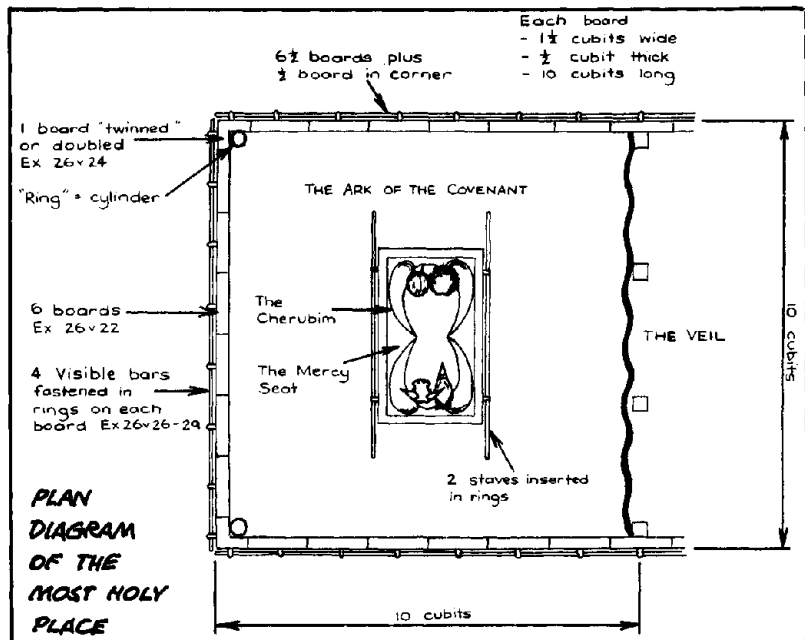 Each board
- 1½ cubits wide
- ½ cubit thick
- 10 cubits long
6½ boards plus
½ board in corner
1 board "twinned"
or doubled
Ex 26v24
"Ring" = cylinder
THE ARK OF THE COVENANT
6 boards
Ex 26v22
The
Cherubim
The Mercy
Seat
THE VEIL
10 cubits
4 Visible bars
fastened in
rings on each
board Ex 26v26-29
2 staves inserted
in rings
PLAN
DIAGRAM
OF THE
MOST HOLY
PLACE
10 cubits